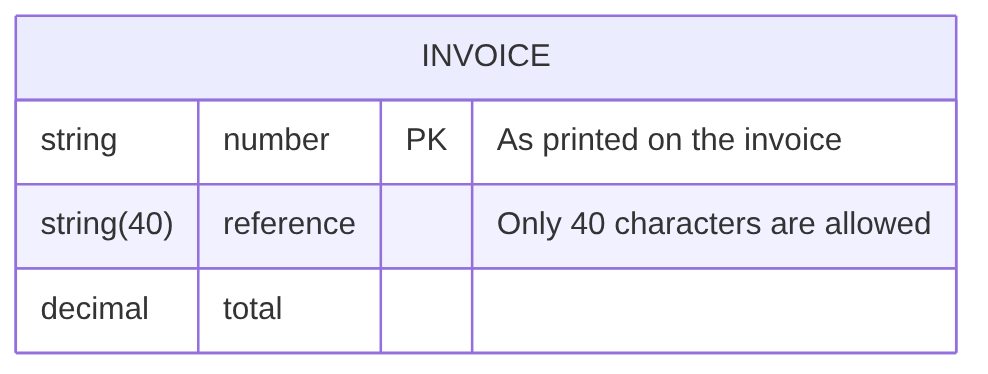 INVOICE
string number PK As printed on the invoice
string(40) reference Only 40 characters are allowed
decimal total